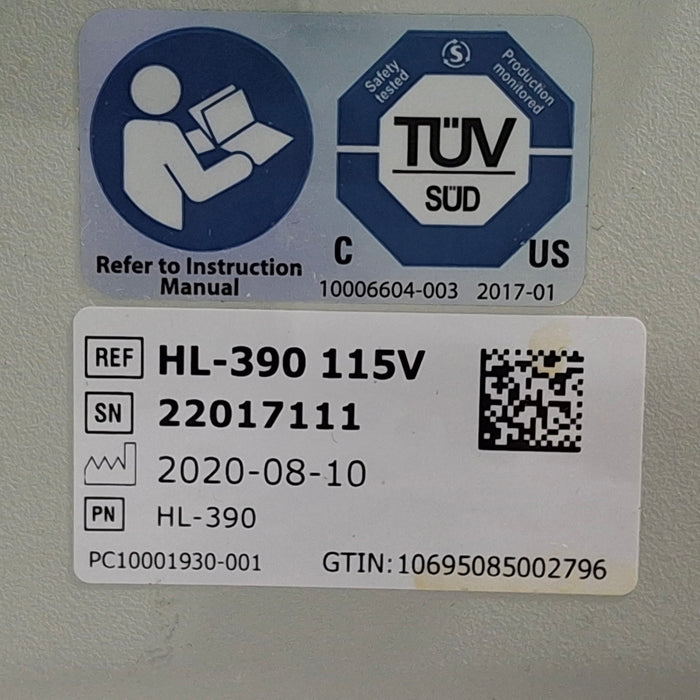 Safety tested
S
Production monitored
TÜV
SÜD
C US
Refer to Instruction
Manual
10006604-003 2017-01
REF HL-390 115V
SN 22017111
2020-08-10
PN HL-390
PC10001930-001 GTIN:10695085002796